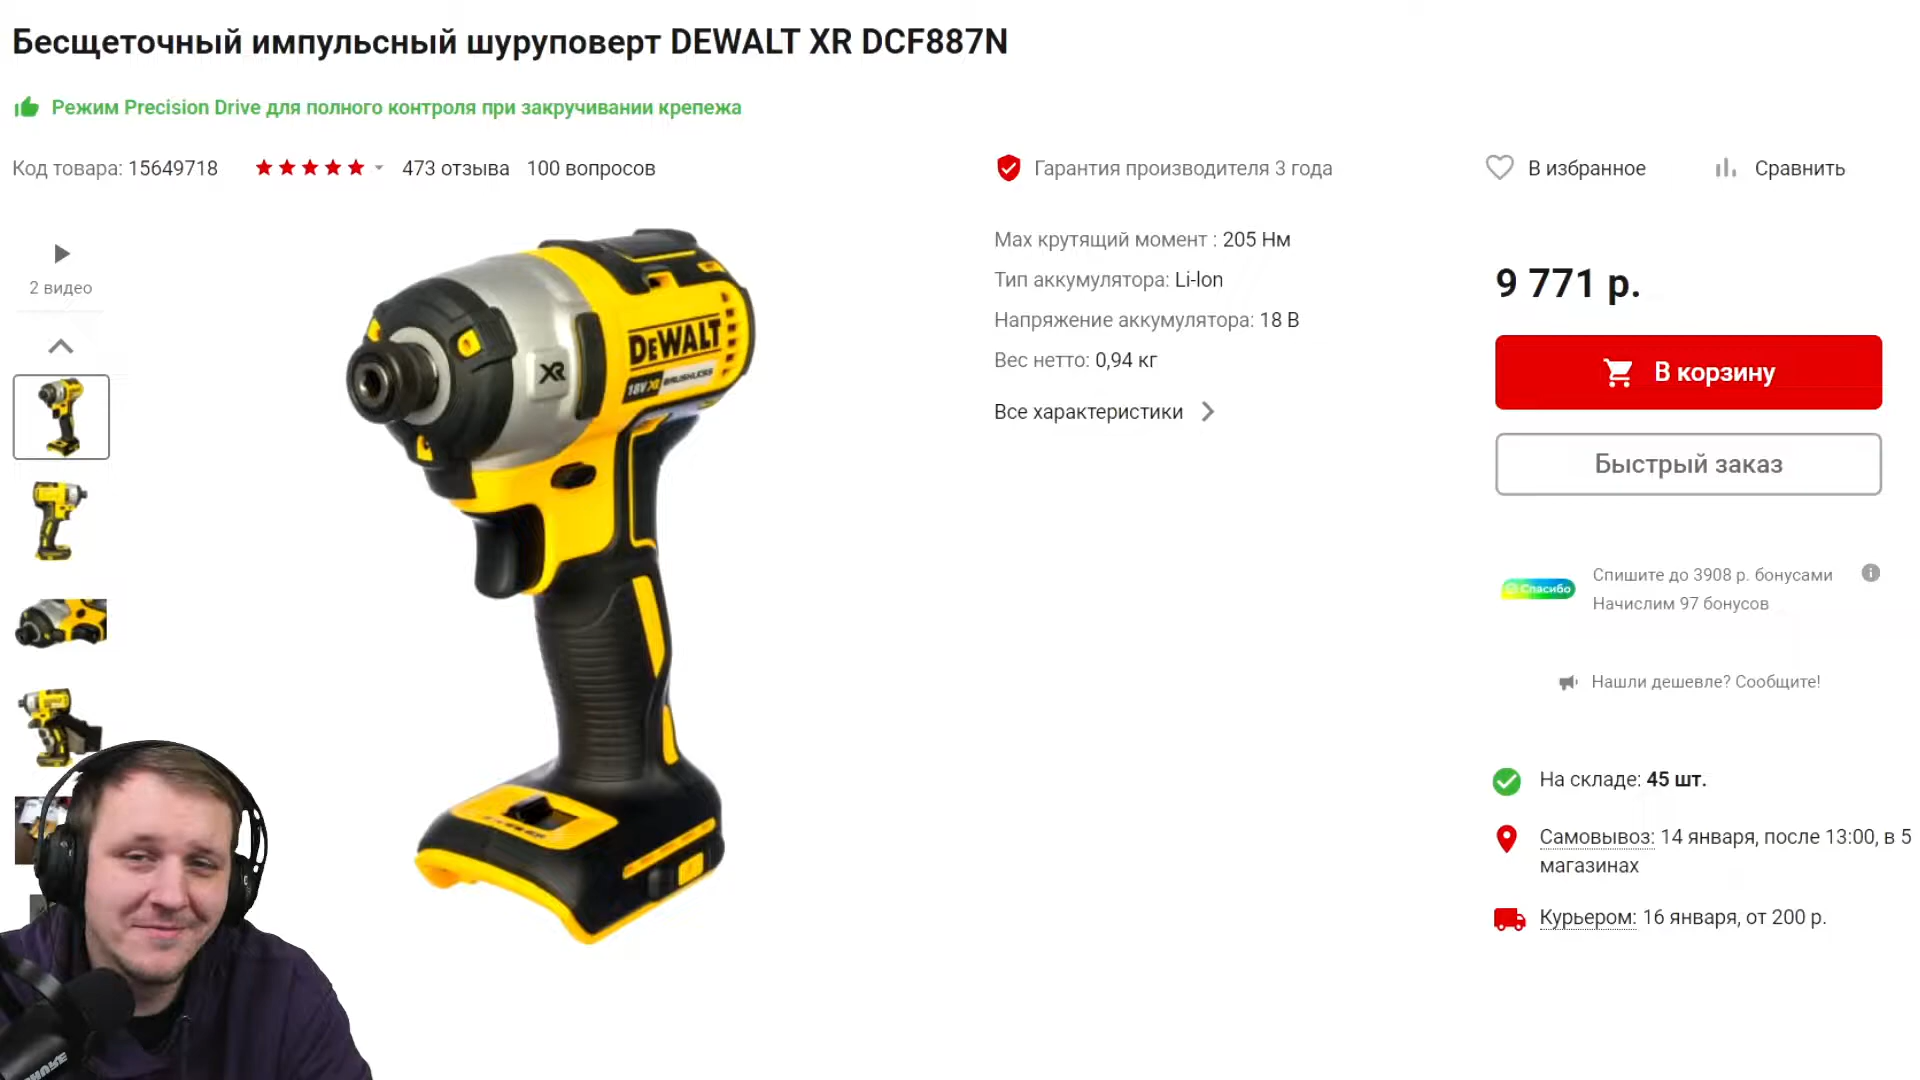 Бесщеточный импульсный шуруповерт DEWALT XR DCF887N
Режим Precision Drive для полного контроля при закручивании крепежа
Код товара: 15649718
473 отзыва
100 вопросов
Гарантия производителя 3 года
В избранное
Сравнить
2 видео
Max крутящий момент : 205 Нм
Тип аккумулятора: Li-Ion
Напряжение аккумулятора: 18 В
Вес нетто: 0,94 кг
Все характеристики
DEWALT
18V XR BRUSHLESS
XR
9 771 р.
В корзину
Быстрый заказ
Спасибо
Спишите до 3908 р. бонусами
Начислим 97 бонусов
Нашли дешевле? Сообщите!
На складе: 45 шт.
Самовывоз: 14 января, после 13:00, в 5
магазинах
Курьером: 16 января, от 200 р.